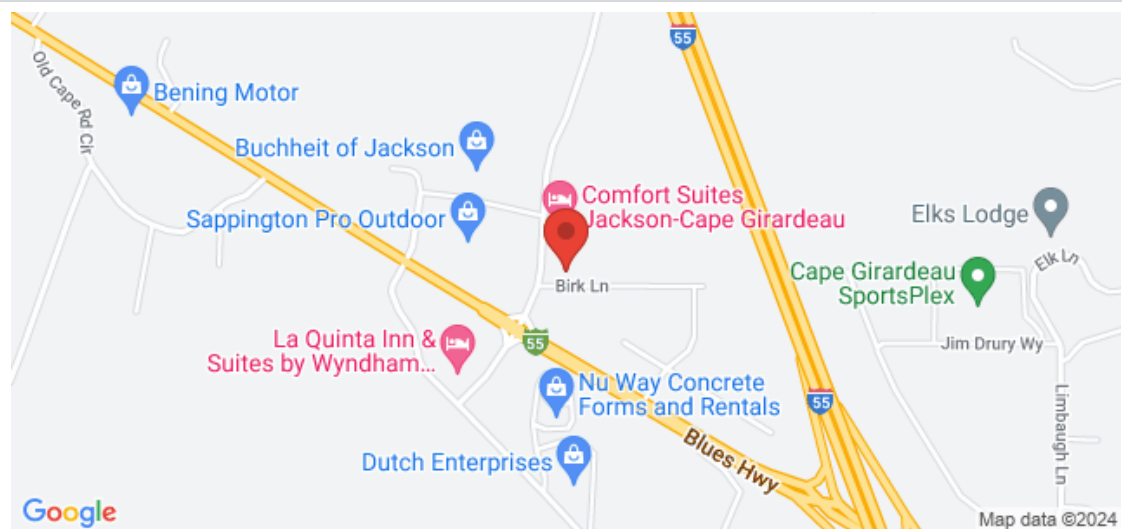 55
Old Cape Rd Cir
Bening Motor
Buchheit of Jackson
Comfort Suites
Jackson-Cape Girardeau
Sappington Pro Outdoor
Elks Lodge
Elk Ln
Cape Girardeau
SportsPlex
Birk Ln
La Quinta Inn &
Suites by Wyndham...
55
Jim Drury Wy
Nu Way Concrete
Forms and Rentals
55
Limbaugh Ln
Blues Hwy
Dutch Enterprises
Google
Map data ©2024